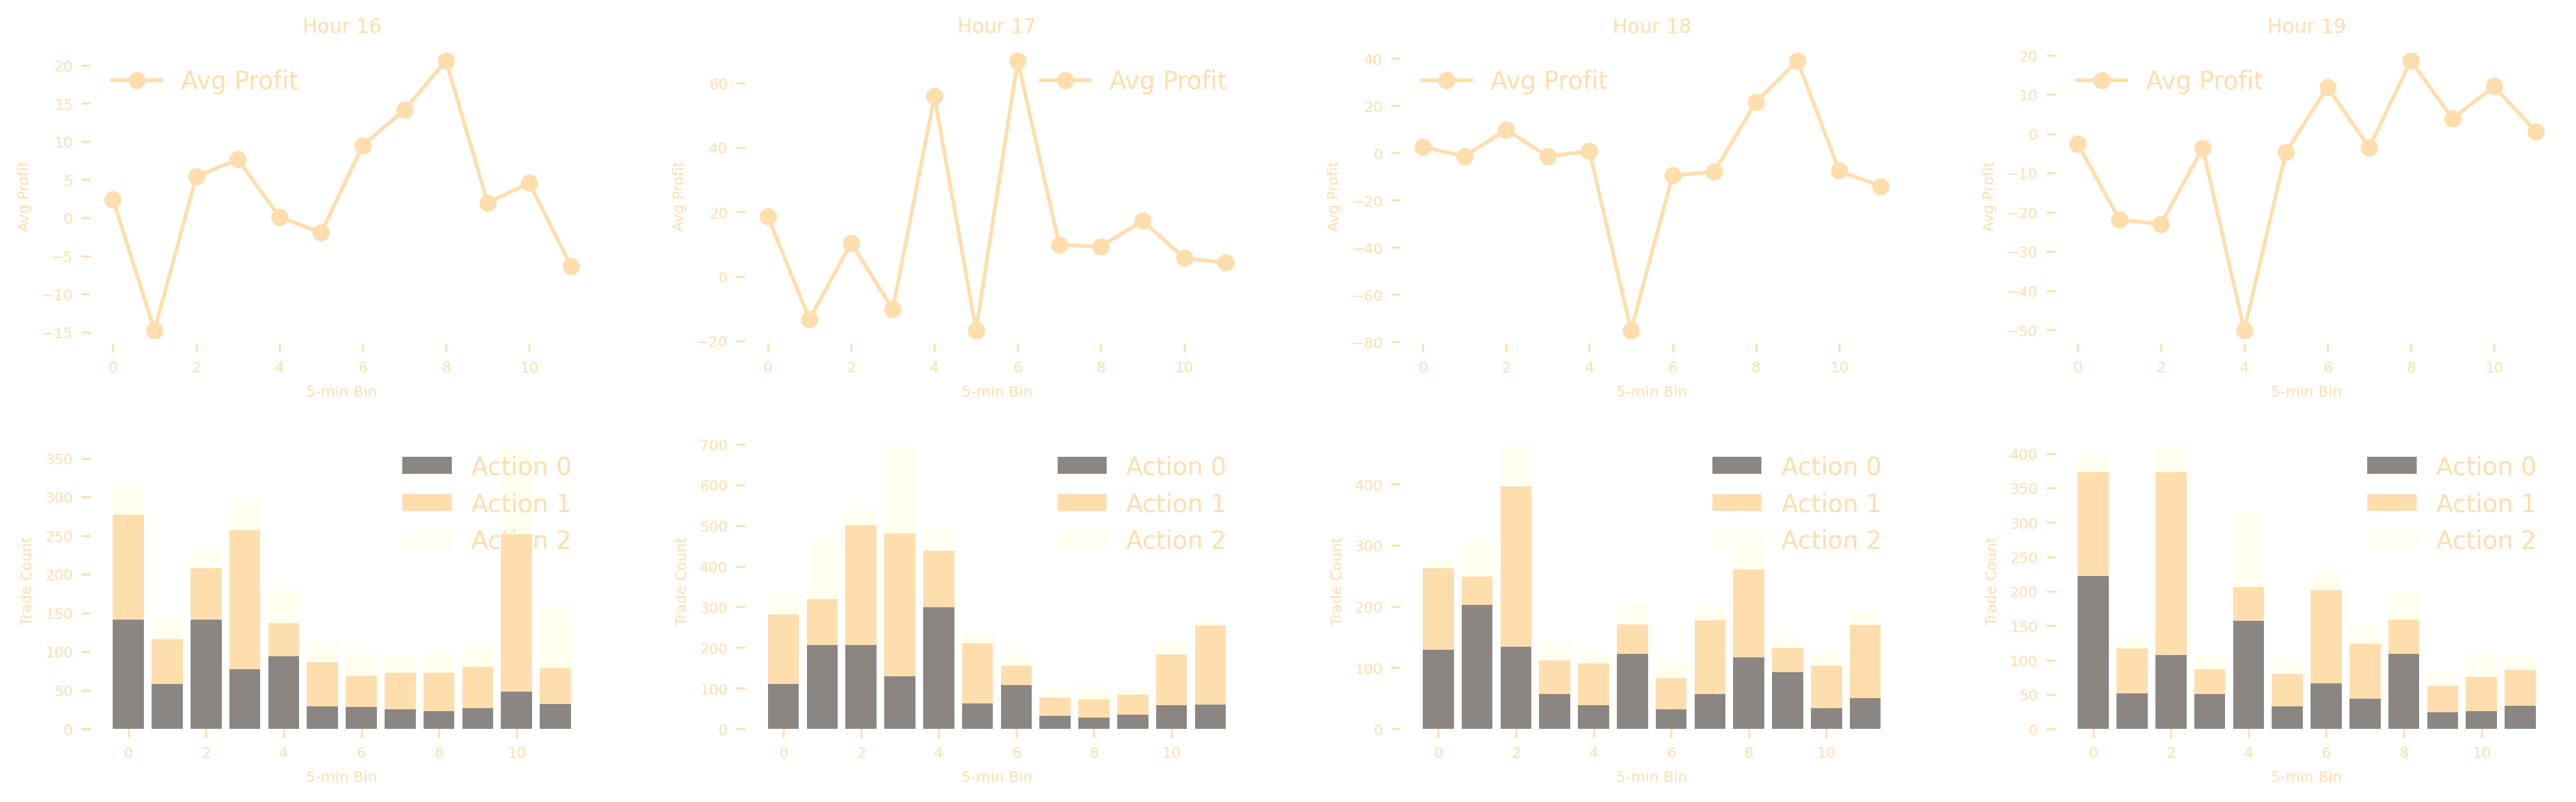 Hour 16
Hour 17
Hour 18
Hour 19
Avg Profit
20
15
10
5
0
−5
−10
−15
Avg Profit
0 2 4 6 8 10
5-min Bin
Avg Profit
60
40
20
0
−20
Avg Profit
0 2 4 6 8 10
5-min Bin
Avg Profit
40
20
0
−20
−40
−60
−80
Avg Profit
0 2 4 6 8 10
5-min Bin
Avg Profit
20
10
0
−10
−20
−30
−40
−50
Avg Profit
0 2 4 6 8 10
5-min Bin
Trade Count
350
300
250
200
150
100
50
0
Action 0
Action 1
Action 2
0 2 4 6 8 10
5-min Bin
Trade Count
700
600
500
400
300
200
100
0
Action 0
Action 1
Action 2
0 2 4 6 8 10
5-min Bin
Trade Count
400
300
200
100
0
Action 0
Action 1
Action 2
0 2 4 6 8 10
5-min Bin
Trade Count
400
350
300
250
200
150
100
50
0
Action 0
Action 1
Action 2
0 2 4 6 8 10
5-min Bin